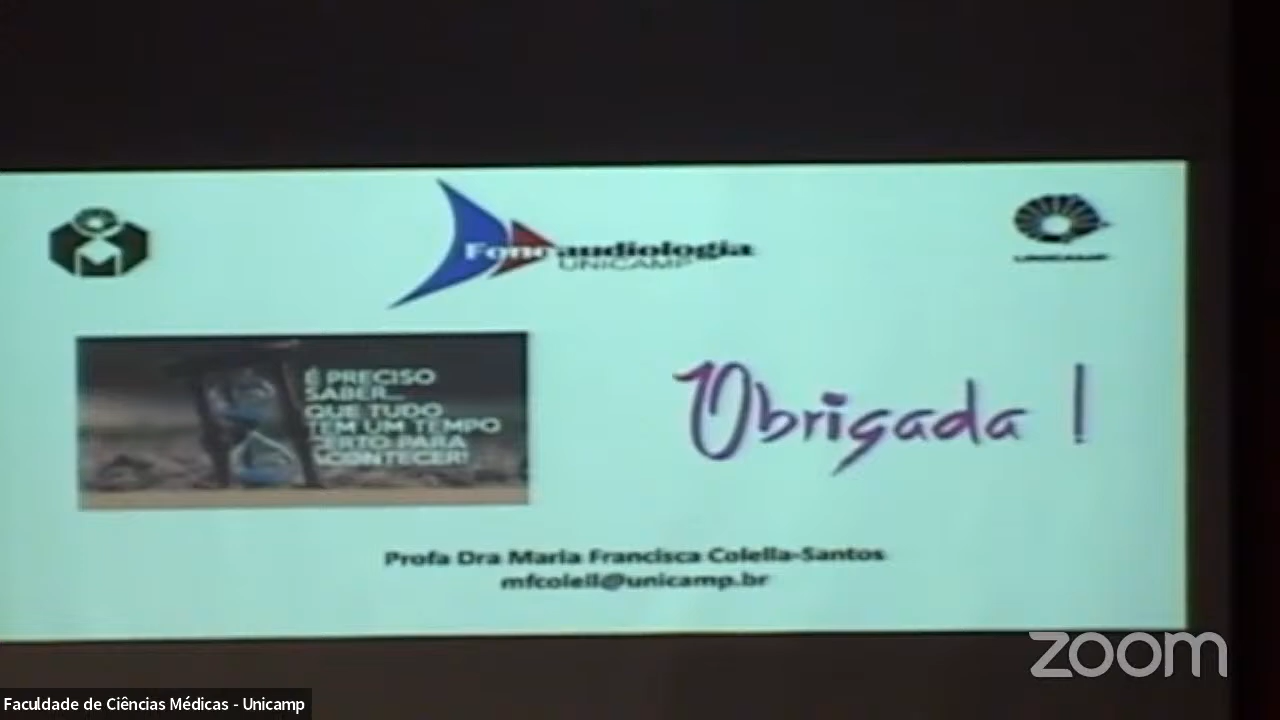 Fonoaudiologia
UNICAMP
UNICAMP
É PRECISO
SABER...
QUE TUDO
TEM UM TEMPO
CERTO PARA
ACONTECER!
Obrigada !
Profa Dra Maria Francisca Colella-Santos
mfcolell@unicamp.br
zoom
Faculdade de Ciências Médicas - Unicamp